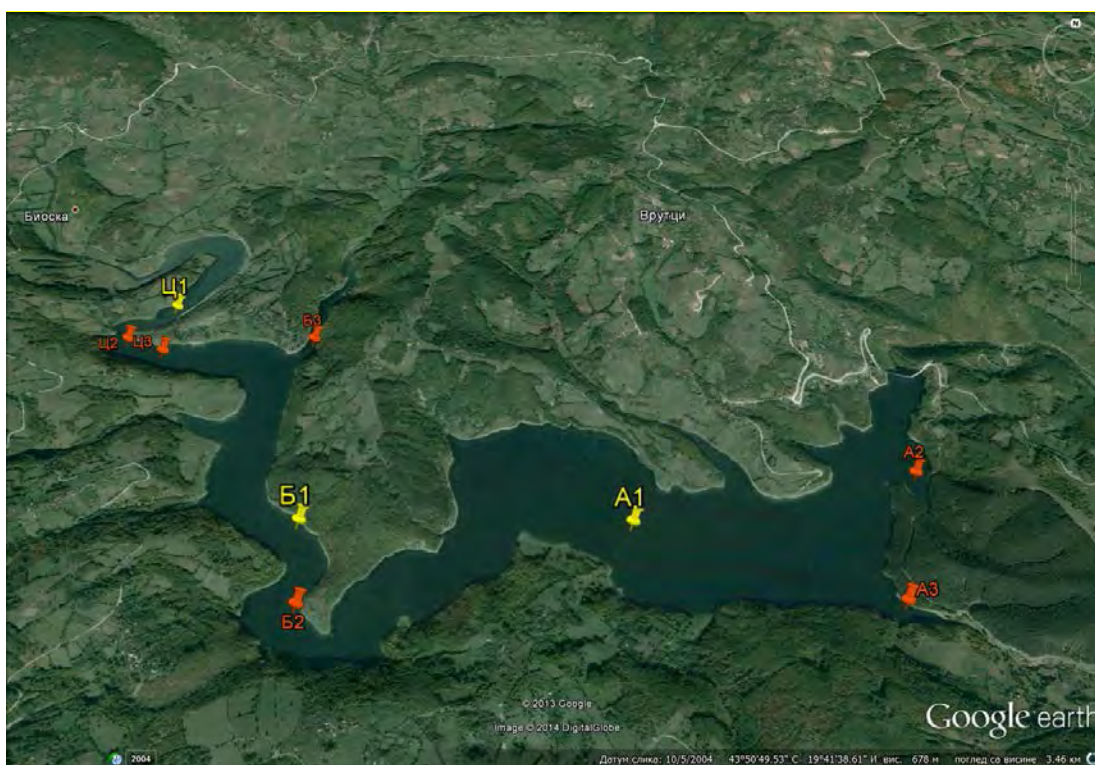 N
Биоска
Врутци
Ц1
Б3
Ц2
Ц3
А2
Б1
А1
А3
Б2
© 2013 Google
Image © 2014 DigitalGlobe
Google earth
2004
Датум слика: 10/5/2004 43°50'49.53" С 19°41'38.61" И вис. 678 м поглед са висине 3.46 км